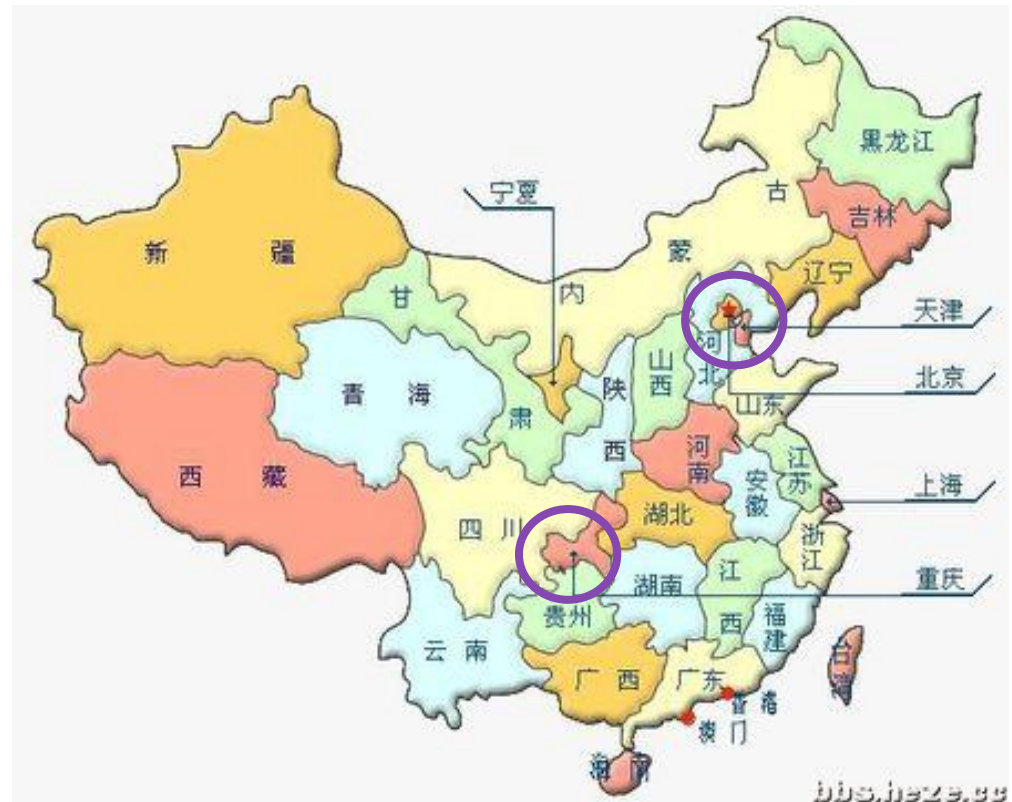 黑龙江
古
吉林
宁夏
新 疆
蒙
辽宁
内
甘
天津
河
北
山
西
北京
陕
西
青 海
山东
肃
河
南
江
苏
西 藏
安
徽
上海
湖北
四 川
浙
江
重庆
江
西
湖南
贵州
福
建
云 南
台
湾
广 西
广东
香 港
澳 门
海 南
bbs.heze.cc